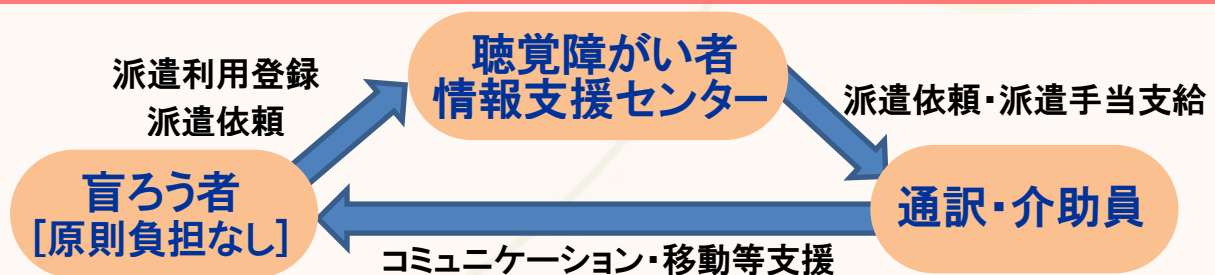 聴覚障がい者
情報支援センター
派遣利用登録
派遣依頼
派遣依頼・派遣手当支給
盲ろう者
[原則負担なし]
通訳・介助員
コミュニケーション・移動等支援